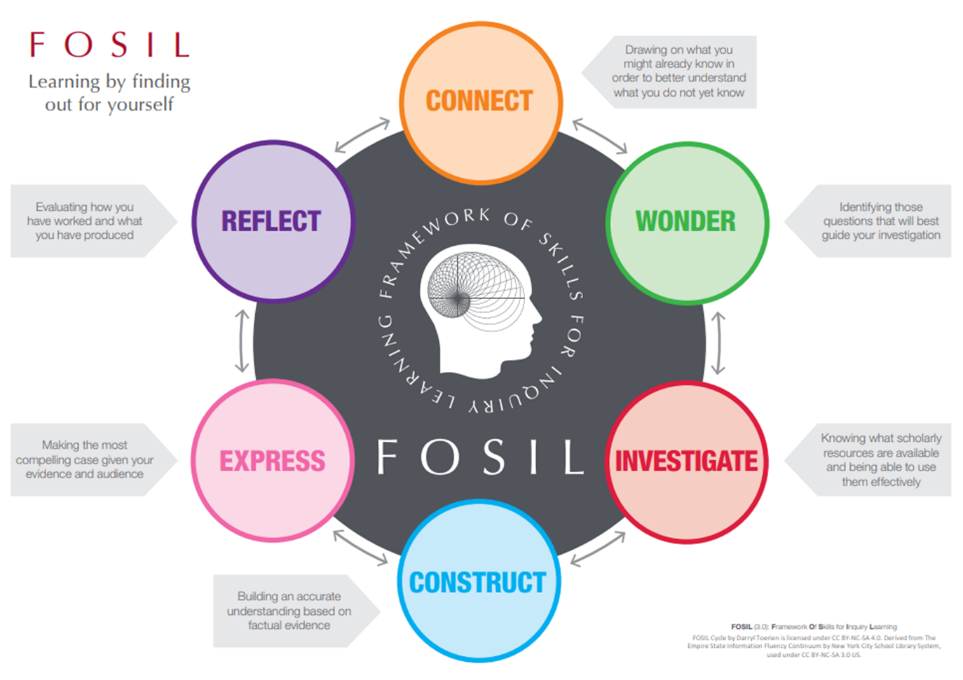 FOSIL
Learning by finding
out for yourself
CONNECT
Drawing on what you
might already know in
order to better understand
what you do not yet know
WONDER
Identifying those
questions that will best
guide your investigation
INVESTIGATE
Knowing what scholarly
resources are available
and being able to use
them effectively
CONSTRUCT
Building an accurate
understanding based on
factual evidence
EXPRESS
Making the most
compelling case given your
evidence and audience
REFLECT
Evaluating how you
have worked and what
you have produced
FRAMEWORK OF SKILLS FOR INQUIRY LEARNING
FOSIL
FOSIL (3.0): Framework Of Skills for Inquiry Learning
FOSIL Cycle by Darryl Toerien is licensed under CC BY-NC-SA 4.0. Derived from The
Empire State Information Fluency Continuum by New York City School Library System,
used under CC BY-NC-SA 3.0 US.